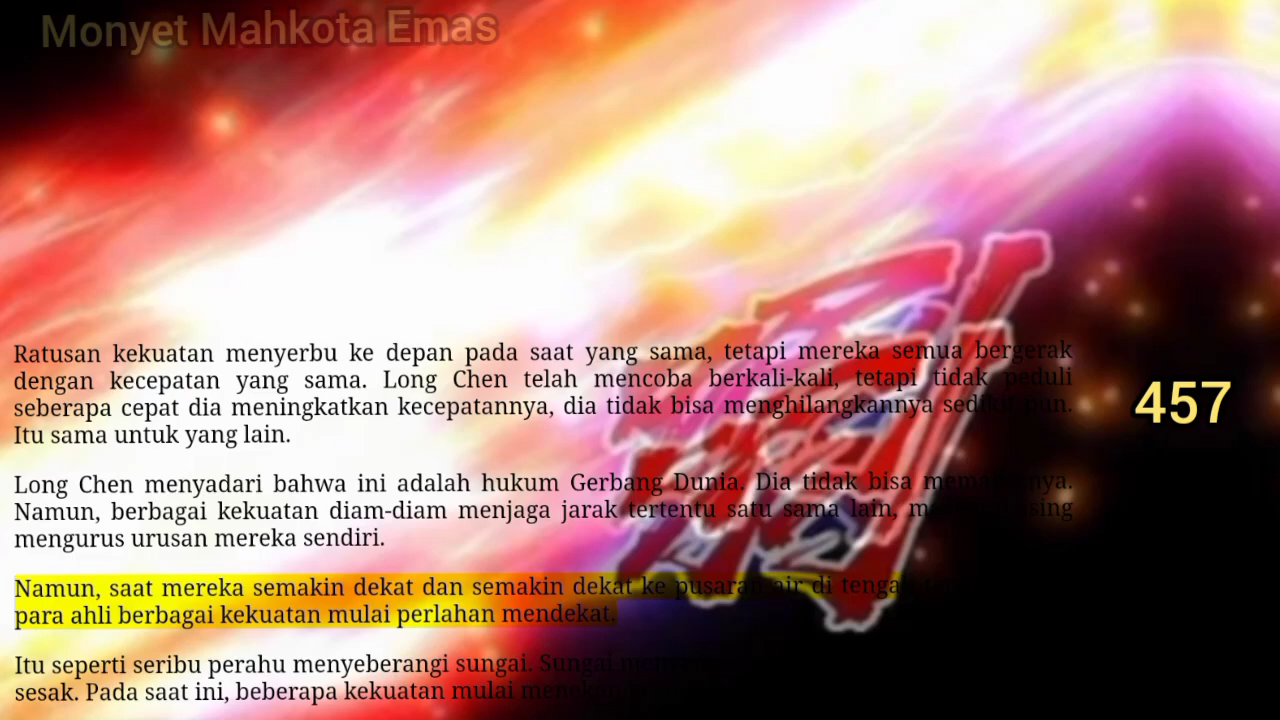 Monyet Mahkota Emas
Ratusan kekuatan menyerbu ke depan pada saat yang sama, tetapi mereka semua bergerak
dengan kecepatan yang sama. Long Chen telah mencoba berkali-kali, tetapi tidak peduli
seberapa cepat dia meningkatkan kecepatannya, dia tidak bisa menghilangkannya sedikit pun.
Itu sama untuk yang lain.
457
Long Chen menyadari bahwa ini adalah hukum Gerbang Dunia. Dia tidak bisa
Namun, berbagai kekuatan diam-diam menjaga jarak tertentu satu sama lain,
mengurus urusan mereka sendiri.
Namun, saat mereka semakin dekat dan semakin dekat ke pusaran air di tengah
para ahli berbagai kekuatan mulai perlahan mendekat.
Itu seperti seribu perahu menyeberangi sungai. Sungai
sesak. Pada saat ini, beberapa kekuatan mulai